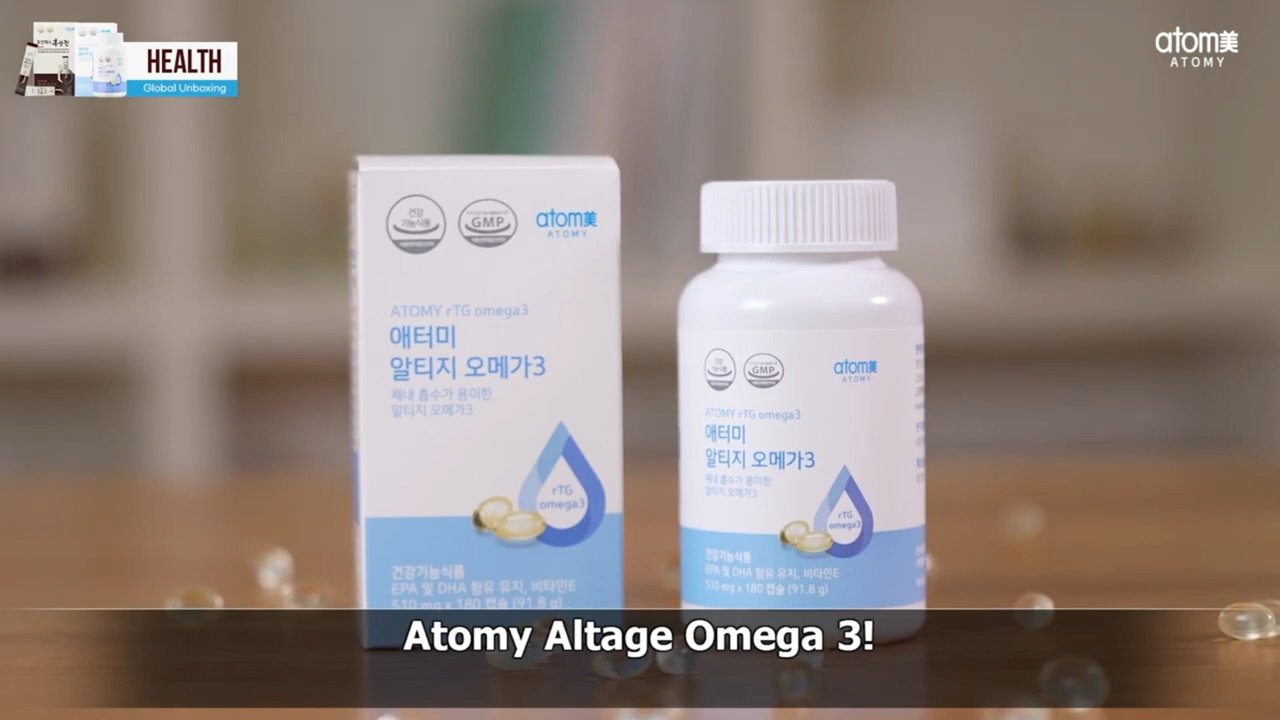 HEALTH
Global Unboxing
atom美
ATOMY
건강
기능식품
GMP
atom美
ATOMY
ATOMY rTG omega3
애터미
알티지 오메가3
체내 흡수가 용이한
알티지 오메가3
rTG
omega3
건강기능식품
EPA 및 DHA 함유 유지, 비타민E
510 mg x 180 캡슐 (91.8 g)
건강
기능식품
GMP
atom美
ATOMY
ATOMY rTG omega3
애터미
알티지 오메가3
체내 흡수가 용이한
알티지 오메가3
rTG
omega3
건강기능식품
EPA 및 DHA 함유 유지, 비타민E
510 mg x 180 캡슐 (91.8 g)
Atomy Altage Omega 3!